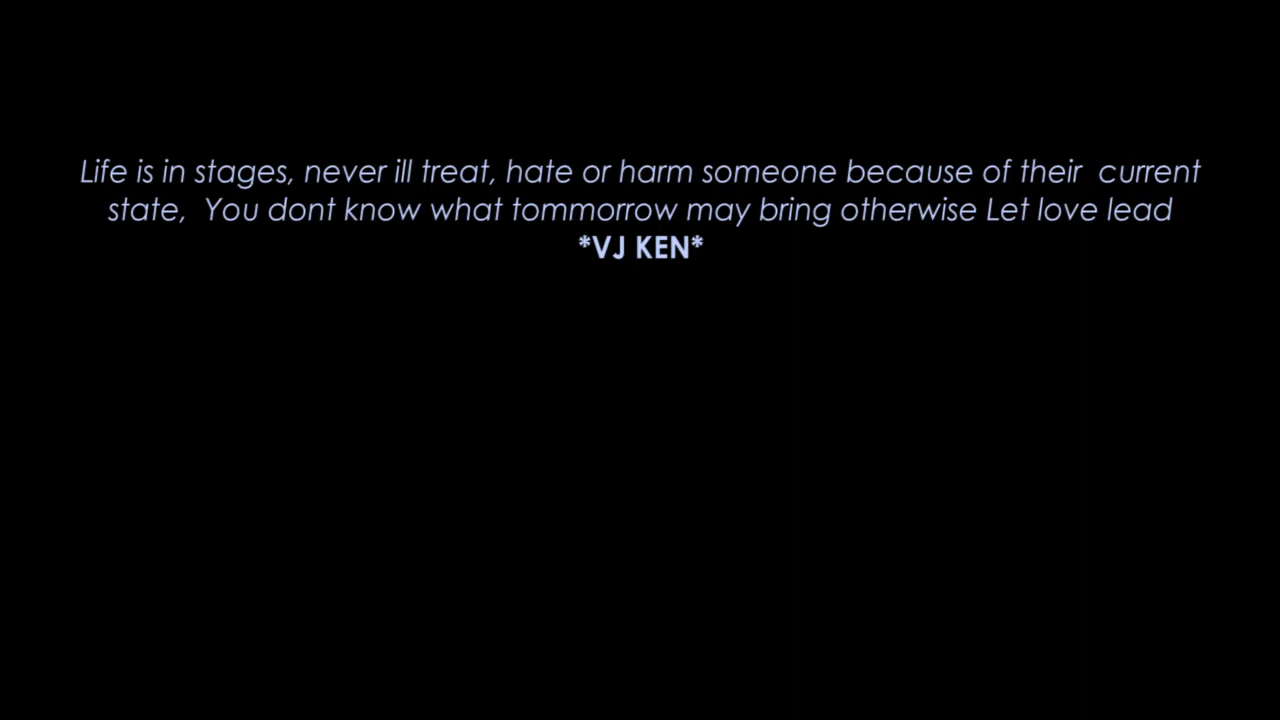 Life is in stages, never ill treat, hate or harm someone because of their  current
state,  You dont know what tommorrow may bring otherwise Let love lead
*VJ KEN*